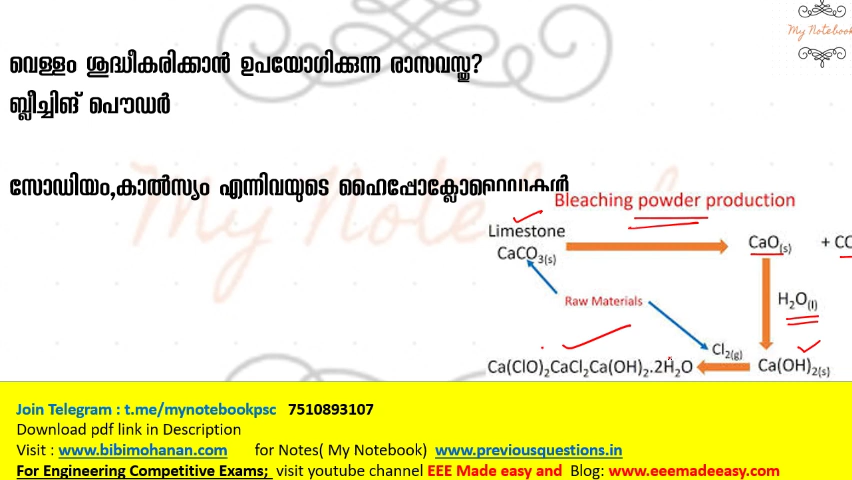 My Notebook
വെള്ളം ശുദ്ധീകരിക്കാൻ ഉപയോഗിക്കുന്ന രാസവസ്തു?
ബ്ലീച്ചിങ് പൌഡർ
സോഡിയം,കാൽസ്യം എന്നിവയുടെ
Bleaching powder production
Limestone
CaCO3(s)
CaO(s)
+ CO
H2O(l)
Raw Materials
Cl2(g)
Ca(ClO)2CaCl2Ca(OH)2.2H2O
Ca(OH)2(s)
My Note
Join Telegram : t.me/mynotebookpsc 7510893107
Download pdf link in Description
Visit : www.bibimohanan.com for Notes( My Notebook) www.previousquestions.in
For Engineering Competitive Exams; visit youtube channel EEE Made easy and Blog: www.eeemadeeasy.com